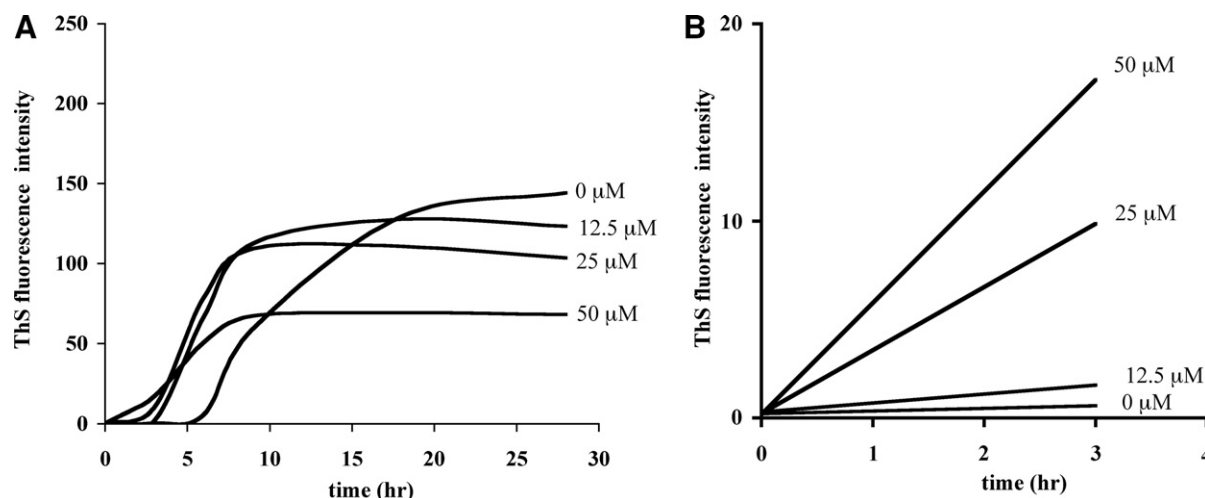 A
250
200
150
100
50
0
ThS fluorescence intensity
0 μM
12.5 μM
25 μM
50 μM
0 5 10 15 20 25 30
time (hr)
B
20
10
0
ThS fluorescence intensity
50 μM
25 μM
12.5 μM
0 μM
0 1 2 3 4
time (hr)